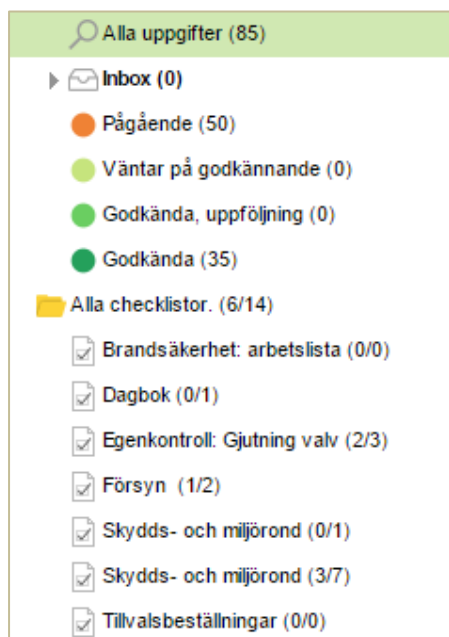 Alla uppgifter (85)
Inbox (0)
Pågående (50)
Väntar på godkännande (0)
Godkända, uppföljning (0)
Godkända (35)
Alla checklistor. (6/14)
Brandsäkerhet: arbetslista (0/0)
Dagbok (0/1)
Egenkontroll: Gjutning valv (2/3)
Försyn (1/2)
Skydds- och miljörond (0/1)
Skydds- och miljörond (3/7)
Tillvalsbeställningar (0/0)